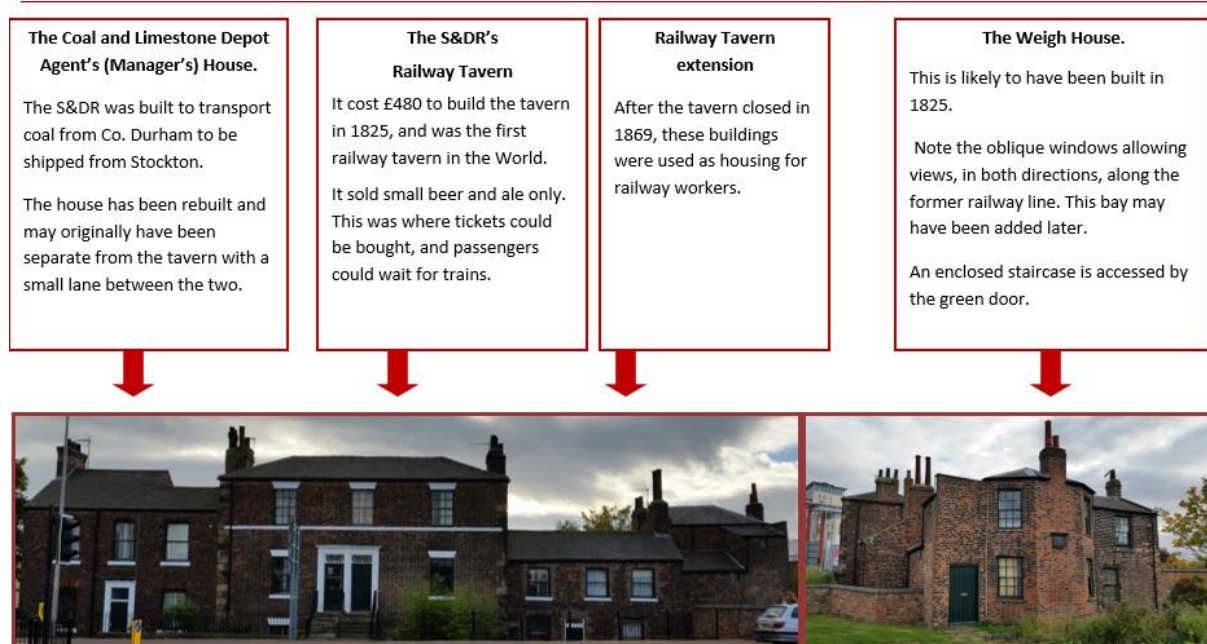 The Coal and Limestone Depot
Agent's (Manager's) House.
The S&DR was built to transport
coal from Co. Durham to be
shipped from Stockton.
The house has been rebuilt and
may originally have been
separate from the tavern with a
small lane between the two.
The S&DR's
Railway Tavern
It cost £480 to build the tavern
in 1825, and was the first
railway tavern in the World.
It sold small beer and ale only.
This was where tickets could
be bought, and passengers
could wait for trains.
Railway Tavern
extension
After the tavern closed in
1869, these buildings
were used as housing for
railway workers.
The Weigh House.
This is likely to have been built in
1825.
Note the oblique windows allowing
views, in both directions, along the
former railway line. This bay may
have been added later.
An enclosed staircase is accessed by
the green door.